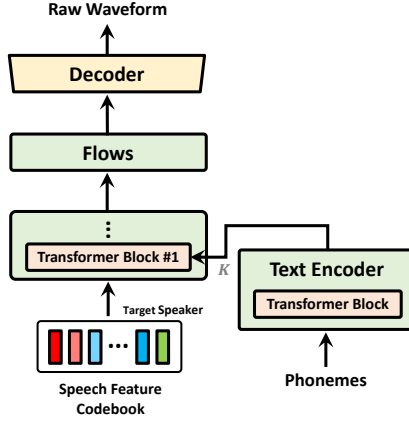 Raw Waveform
Decoder
Flows
Transformer Block #1
K
Text Encoder
Transformer Block
Target Speaker
Speech Feature
Codebook
Phonemes